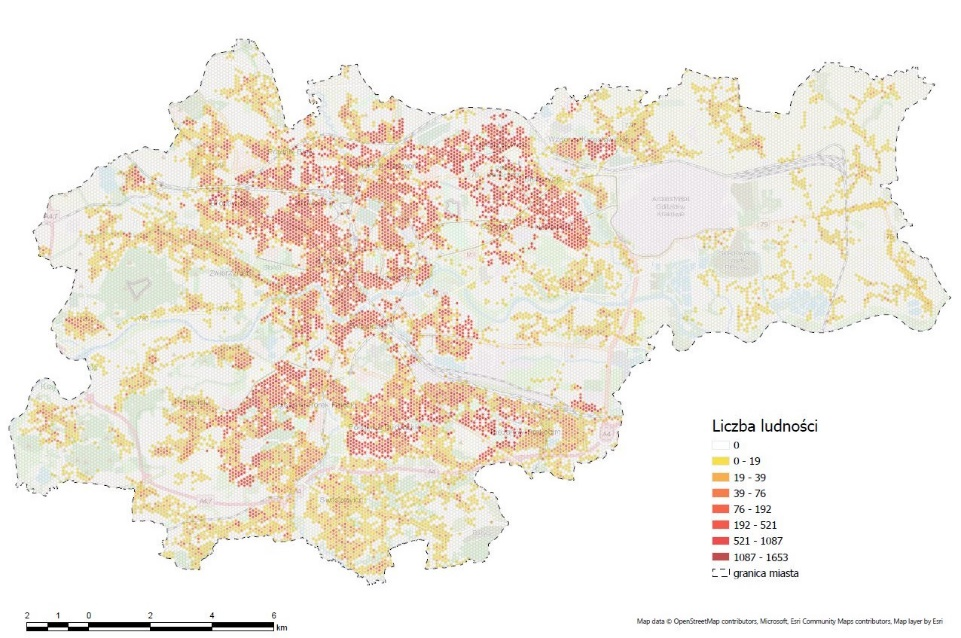 A47
Liczba ludności
0
0 - 19
19 - 39
39 - 76
76 - 192
192 - 521
521 - 1087
1087 - 1653
granica miasta
2 1 0 2 4 6
km
Map data © OpenStreetMap contributors, Microsoft, Esri Community Maps contributors, Map layer by Esri